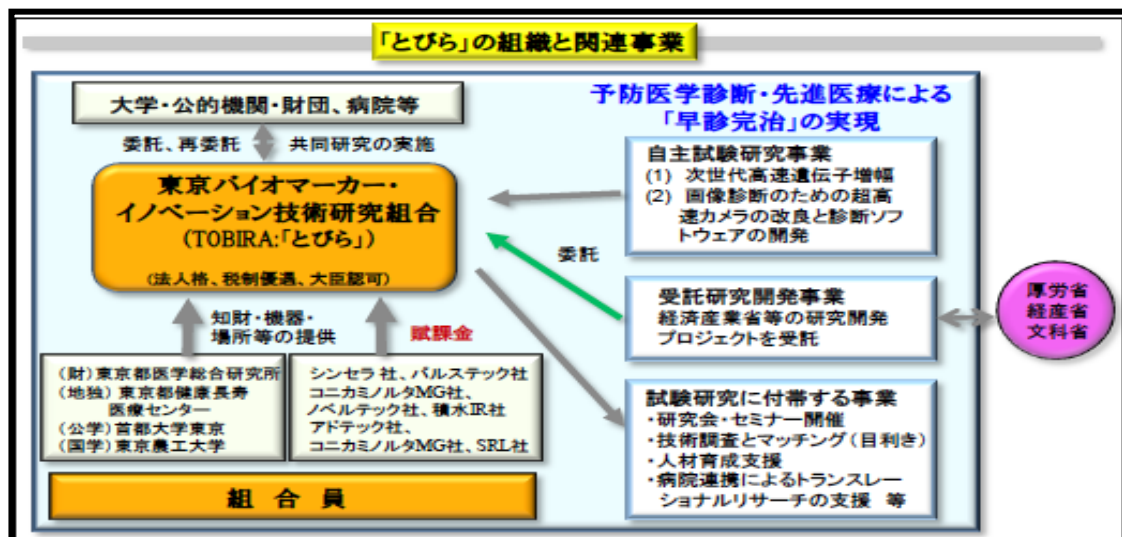 「とびら」の組織と関連事業
大学・公的機関・財団、病院等
委託、再委託 共同研究の実施
東京バイオマーカー・
イノベーション技術研究組合
(TOBIRA:「とびら」)
(法人格、税制優遇、大臣認可)
知財・機器・
場所等の提供
賦課金
(財)東京都医学総合研究所
(地独)東京都健康長寿
医療センター
(公学)首都大学東京
(国学)東京農工大学
シンセラ社、パルステック社
コニカミノルタMG社、
ノベルテック社、積水IR社
アドテック社、
コニカミノルタMG社、SRL社
組合員
予防医学診断・先進医療による
「早診完治」の実現
自主試験研究事業
(1) 次世代高速遺伝子増幅
(2) 画像診断のための超高
速カメラの改良と診断ソフ
トウェアの開発
委託
受託研究開発事業
経済産業省等の研究開発
プロジェクトを受託
試験研究に付帯する事業
・研究会・セミナー開催
・技術調査とマッチング(目利き)
・人材育成支援
・病院連携によるトランスレー
ショナルリサーチの支援 等
厚労省
経産省
文科省